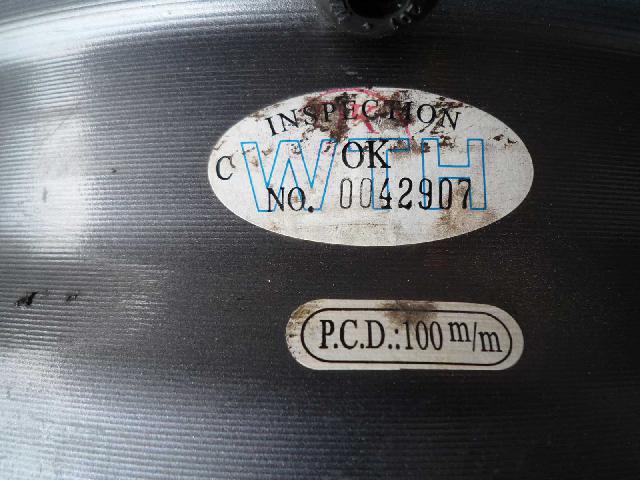 INSPECTION
C OK
WTH
NO. 0042907
P.C.D.:100 m/m